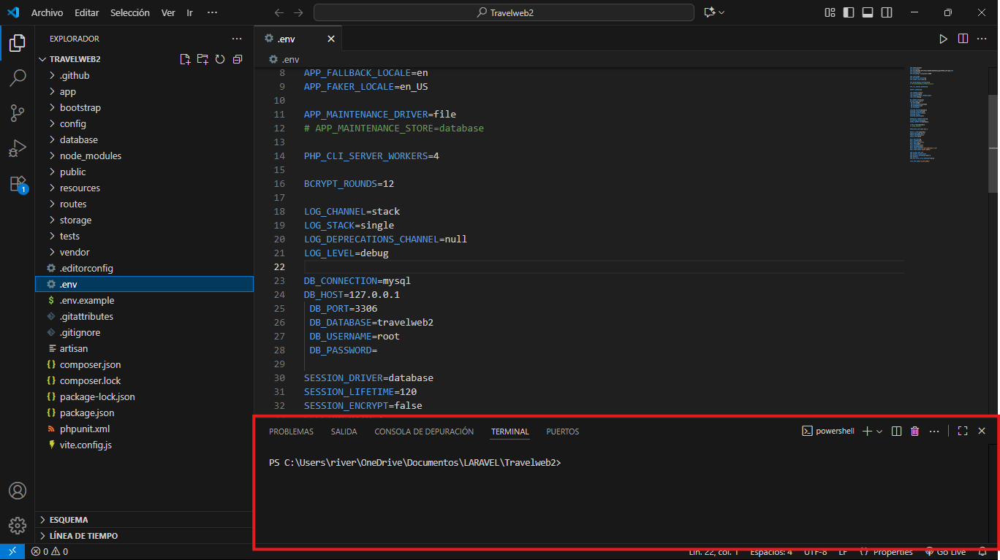 Archivo Editar Selección Ver Ir ···
Travelweb2
EXPLORADOR
TRAVELWEB2
.github
app
bootstrap
config
database
node_modules
public
resources
routes
storage
tests
vendor
.editorconfig
.env
.env.example
.gitattributes
.gitignore
artisan
composer.json
composer.lock
package-lock.json
package.json
phpunit.xml
vite.config.js
ESQUEMA
LÍNEA DE TIEMPO
1
.env
.env
8 APP_FALLBACK_LOCALE=en
9 APP_FAKER_LOCALE=en_US
10
11 APP_MAINTENANCE_DRIVER=file
12 # APP_MAINTENANCE_STORE=database
13
14 PHP_CLI_SERVER_WORKERS=4
15
16 BCRYPT_ROUNDS=12
17
18 LOG_CHANNEL=stack
19 LOG_STACK=single
20 LOG_DEPRECATIONS_CHANNEL=null
21 LOG_LEVEL=debug
22
23 DB_CONNECTION=mysql
24 DB_HOST=127.0.0.1
25 DB_PORT=3306
26 DB_DATABASE=travelweb2
27 DB_USERNAME=root
28 DB_PASSWORD=
29
30 SESSION_DRIVER=database
31 SESSION_LIFETIME=120
32 SESSION_ENCRYPT=false
PROBLEMAS SALIDA CONSOLA DE DEPURACIÓN TERMINAL PUERTOS
powershell
PS C:\Users\river\OneDrive\Documentos\LARAVEL\Travelweb2>
0 0
Lín. 22, col. 1 Espacios: 4 UTF-8 LF Properties Go Live